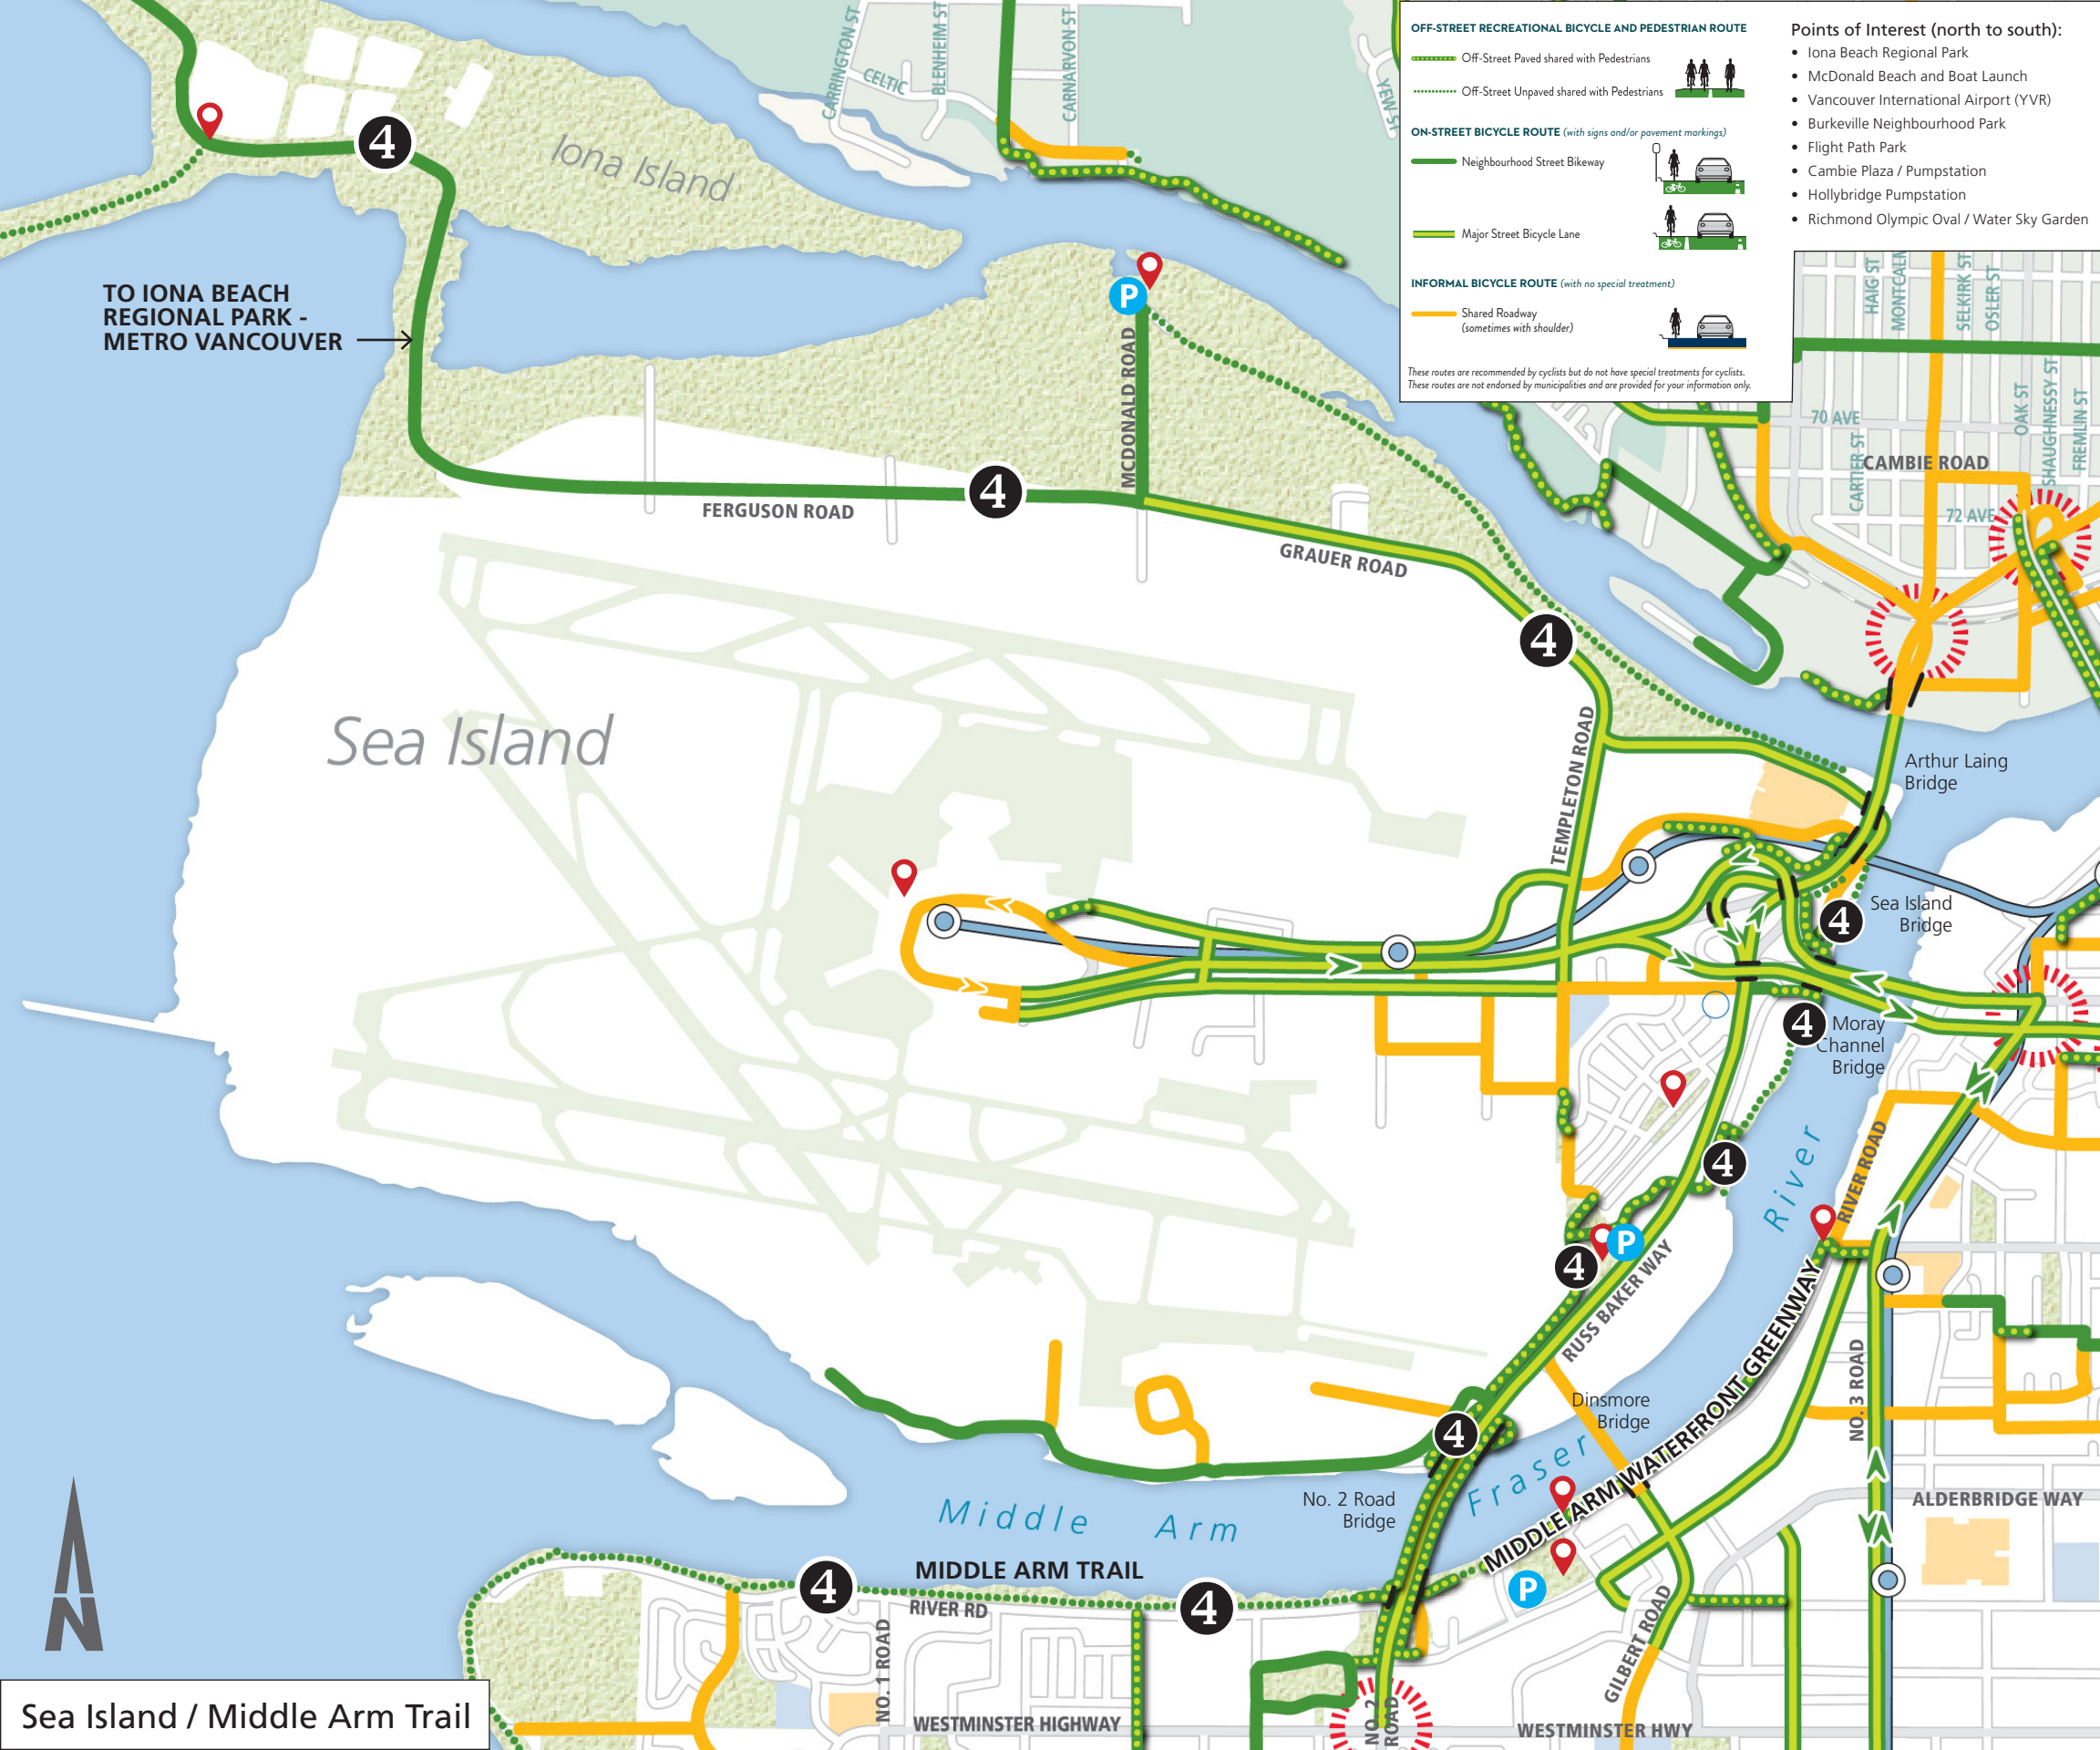 OFF-STREET RECREATIONAL BICYCLE AND PEDESTRIAN ROUTE
Off-Street Paved shared with Pedestrians
Off-Street Unpaved shared with Pedestrians
ON-STREET BICYCLE ROUTE (with signs and/or pavement markings)
Neighbourhood Street Bikeway
Major Street Bicycle Lane
INFORMAL BICYCLE ROUTE (with no special treatment)
Shared Roadway
(sometimes with shoulder)
These routes are recommended by cyclists but do not have special treatments for cyclists.
These routes are not endorsed by municipalities and are provided for your information only.
Points of Interest (north to south):
• Iona Beach Regional Park
• McDonald Beach and Boat Launch
• Vancouver International Airport (YVR)
• Burkeville Neighbourhood Park
• Flight Path Park
• Cambie Plaza / Pumpstation
• Hollybridge Pumpstation
• Richmond Olympic Oval / Water Sky Garden
CARRINGTON ST
CELTIC
BLENHEIM ST
CARNARVON ST
YEW ST
4
Iona Island
TO IONA BEACH
REGIONAL PARK -
METRO VANCOUVER
P
MCDONALD ROAD
HAIG ST
MONTCALM
SELKIRK ST
OSLER ST
OAK ST
SHAUGHNESSY ST
FREMLIN ST
70 AVE
CARTIER ST
CAMBIE ROAD
72 AVE
4
FERGUSON ROAD
GRAUER ROAD
4
Sea Island
TEMPLETON ROAD
Arthur Laing
Bridge
Sea Island
Bridge
4
4
Moray
Channel
Bridge
4
River
RIVER ROAD
P
4
RUSS BAKER WAY
MIDDLE ARM WATERFRONT GREENWAY
NO. 3 ROAD
Dinsmore
Bridge
4
Fraser
No. 2 Road
Bridge
ALDERBRIDGE WAY
Middle Arm
MIDDLE ARM TRAIL
4
4
P
RIVER RD
NO. 1 ROAD
GILBERT ROAD
NO. 2
ROAD
WESTMINSTER HIGHWAY
WESTMINSTER HWY
N
Sea Island / Middle Arm Trail